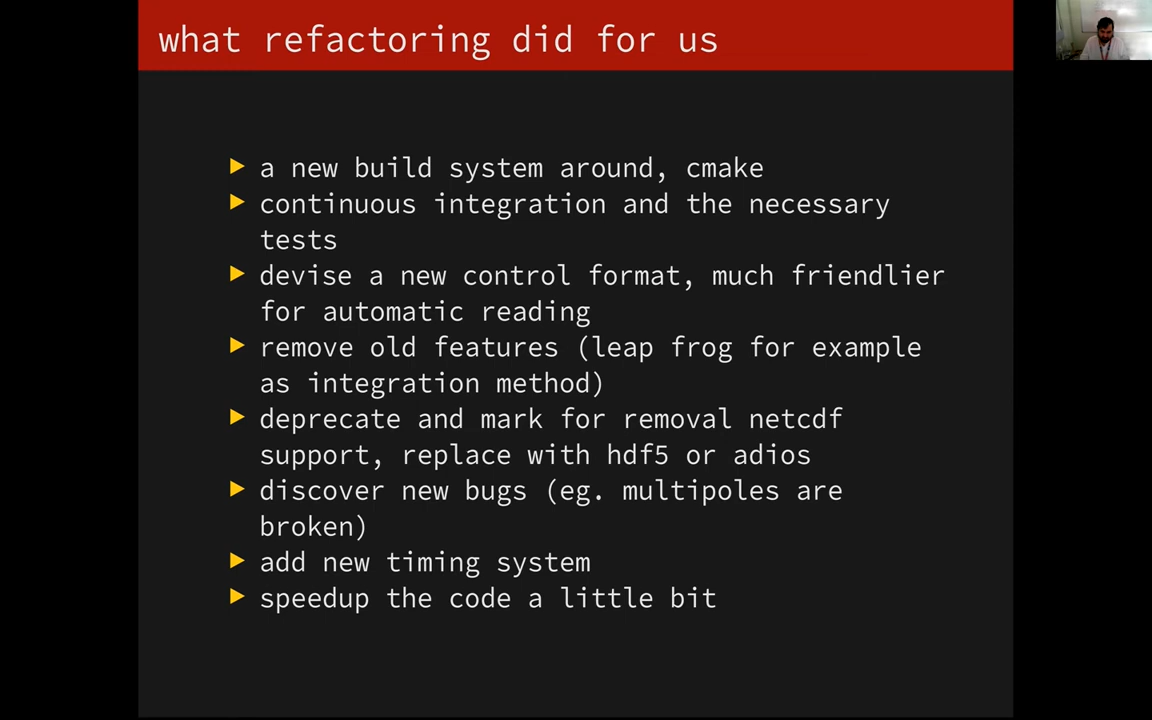 what refactoring did for us
a new build system around, cmake
continuous integration and the necessary
tests
devise a new control format, much friendlier
for automatic reading
remove old features (leap frog for example
as integration method)
deprecate and mark for removal netcdf
support, replace with hdf5 or adios
discover new bugs (eg. multipoles are
broken)
add new timing system
speedup the code a little bit